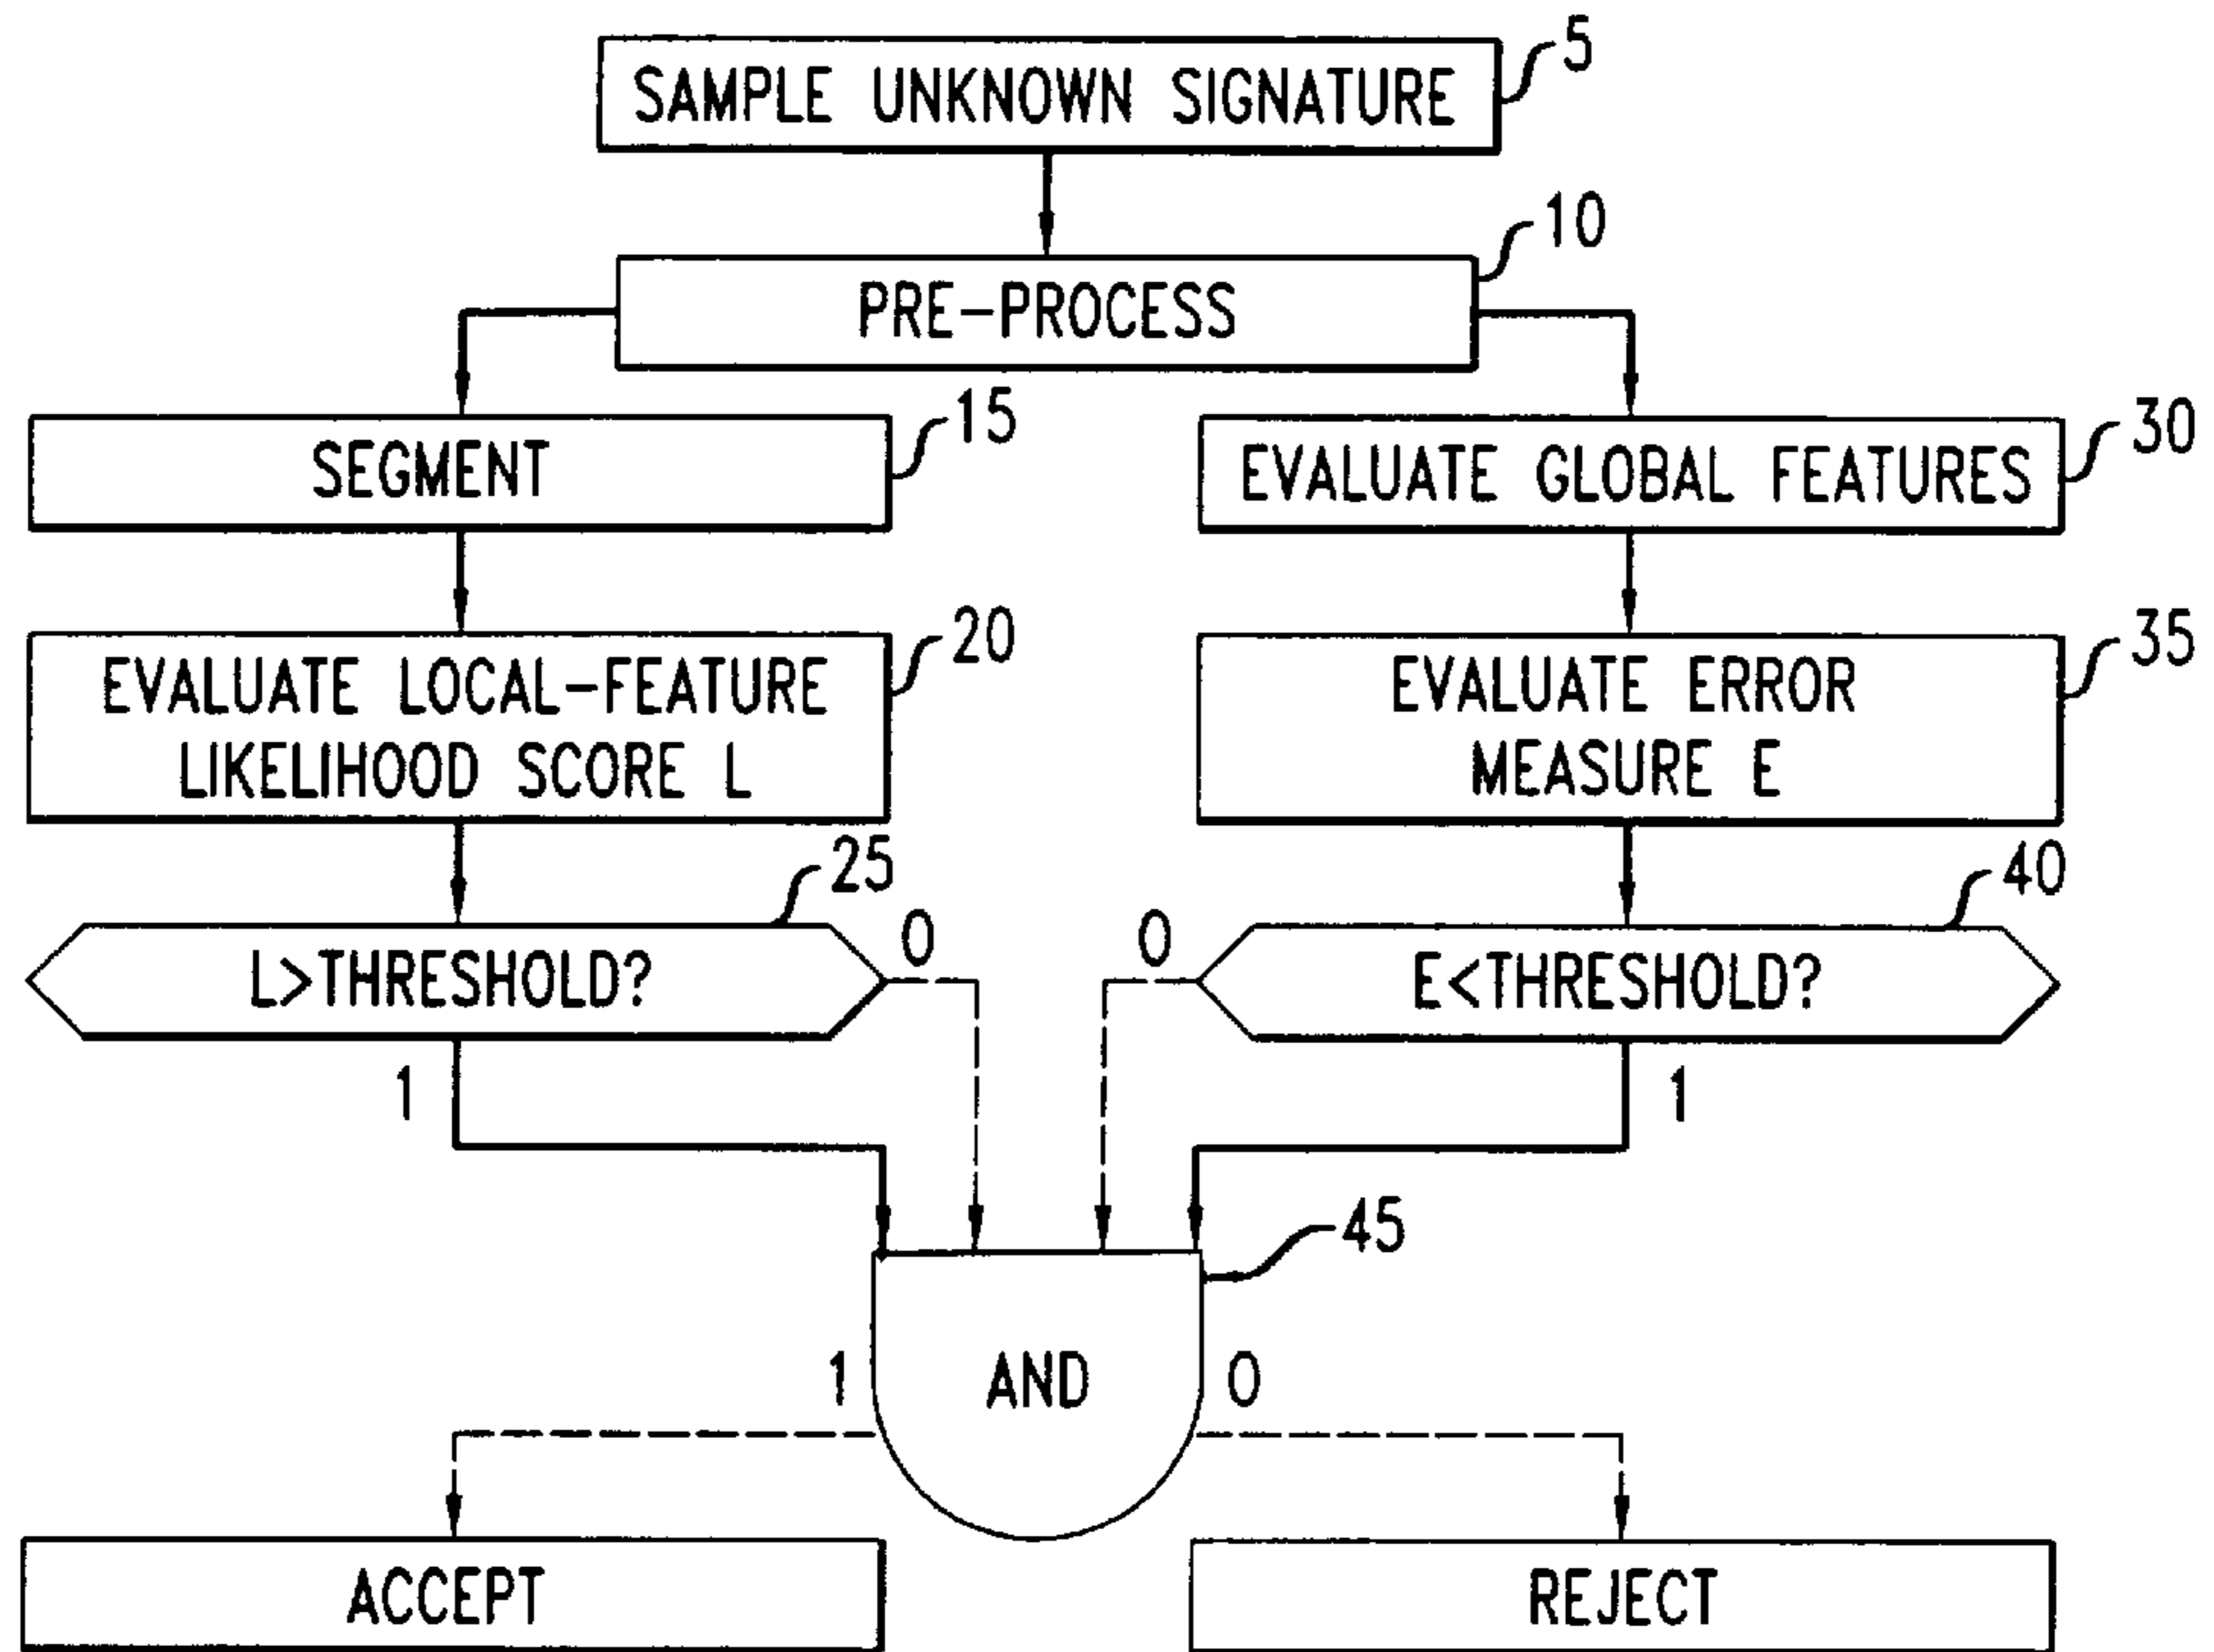 SAMPLE UNKNOWN SIGNATURE
5
PRE-PROCESS
10
SEGMENT
15
EVALUATE GLOBAL FEATURES
30
EVALUATE LOCAL-FEATURE
LIKELIHOOD SCORE L
20
EVALUATE ERROR
MEASURE E
35
L>THRESHOLD?
25
0
0
E<THRESHOLD?
40
1
1
45
1
AND
0
ACCEPT
REJECT